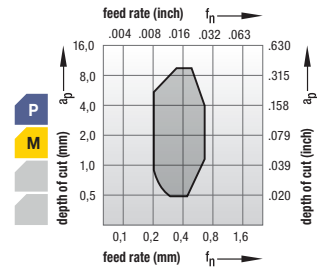 feed rate (inch) fn
.004 .008 .016 .032 .063
16,0 .630
8,0 .315
4,0 .158
2,0 .079
1,0 .039
0,5 .020
ap
depth of cut (mm)
P
M
ap
depth of cut (inch)
0,1 0,2 0,4 0,8 1,6
feed rate (mm) fn